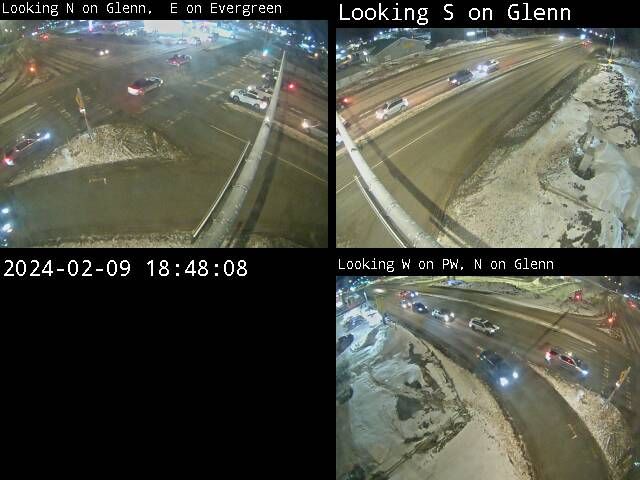 Looking N on Glenn,  E on Evergreen
Looking S on Glenn
2024-02-09 18:48:08
Looking W on PW, N on Glenn